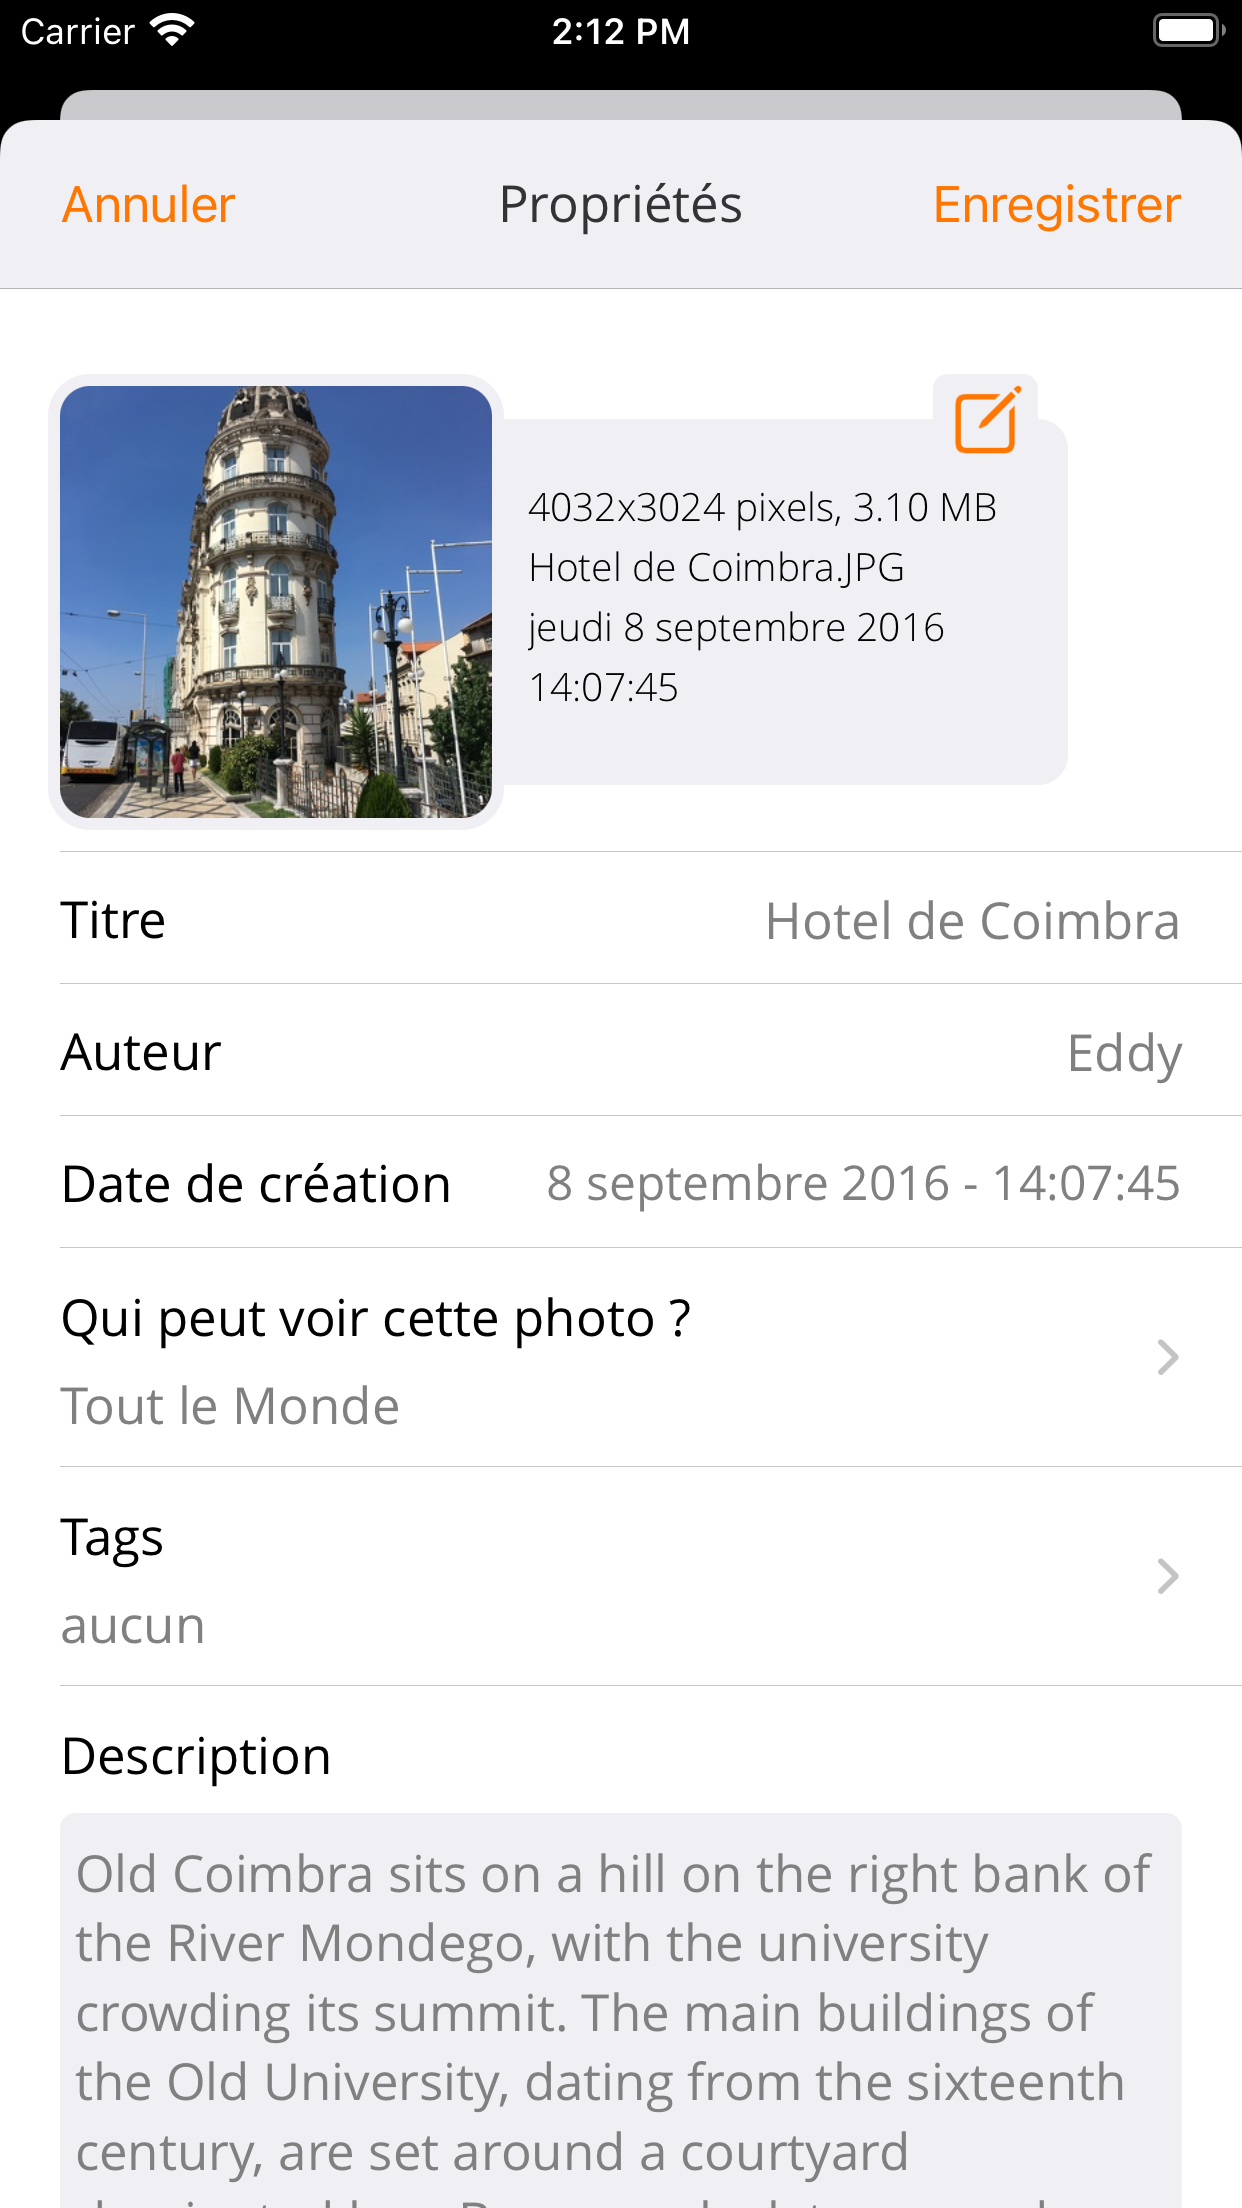 Carrier 2:12 PM
Annuler Propriétés Enregistrer
4032x3024 pixels, 3.10 MB
Hotel de Coimbra.JPG
jeudi 8 septembre 2016
14:07:45
Titre Hotel de Coimbra
Auteur Eddy
Date de création 8 septembre 2016 - 14:07:45
Qui peut voir cette photo ?
Tout le Monde
Tags
aucun
Description
Old Coimbra sits on a hill on the right bank of
the River Mondego, with the university
crowding its summit. The main buildings of
the Old University, dating from the sixteenth
century, are set around a courtyard